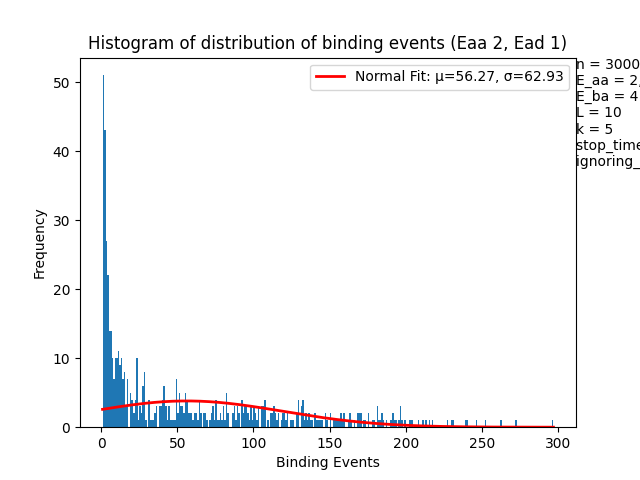 Histogram of distribution of binding events (Eaa 2, Ead 1)
Normal Fit: μ=56.27, σ=62.93
n = 3000
E_aa = 2,
E_ba = 4
L = 10
k = 5
stop_time
ignoring_
Frequency
50
40
30
20
10
0
0 50 100 150 200 250 300
Binding Events